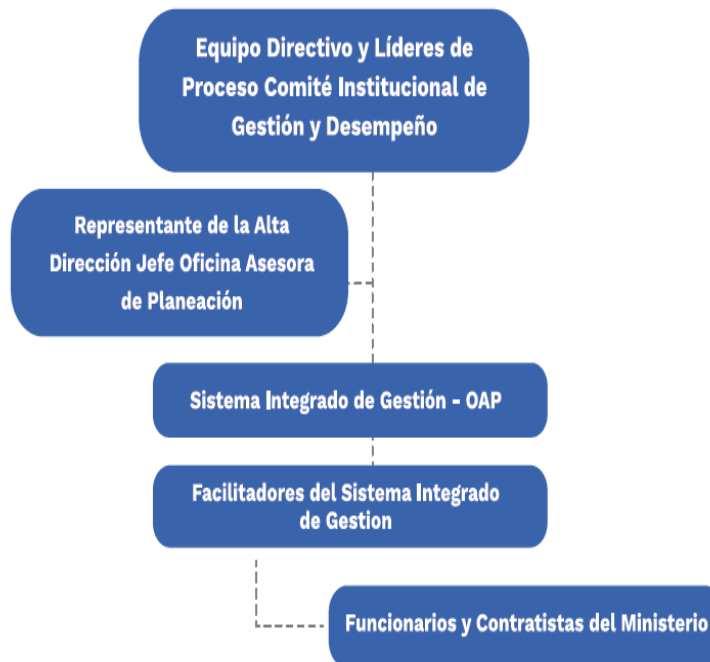 Equipo Directivo y Líderes de
Proceso Comité Institucional de
Gestión y Desempeño
Representante de la Alta
Dirección Jefe Oficina Asesora
de Planeación
Sistema Integrado de Gestión - OAP
Facilitadores del Sistema Integrado
de Gestion
Funcionarios y Contratistas del Ministerio